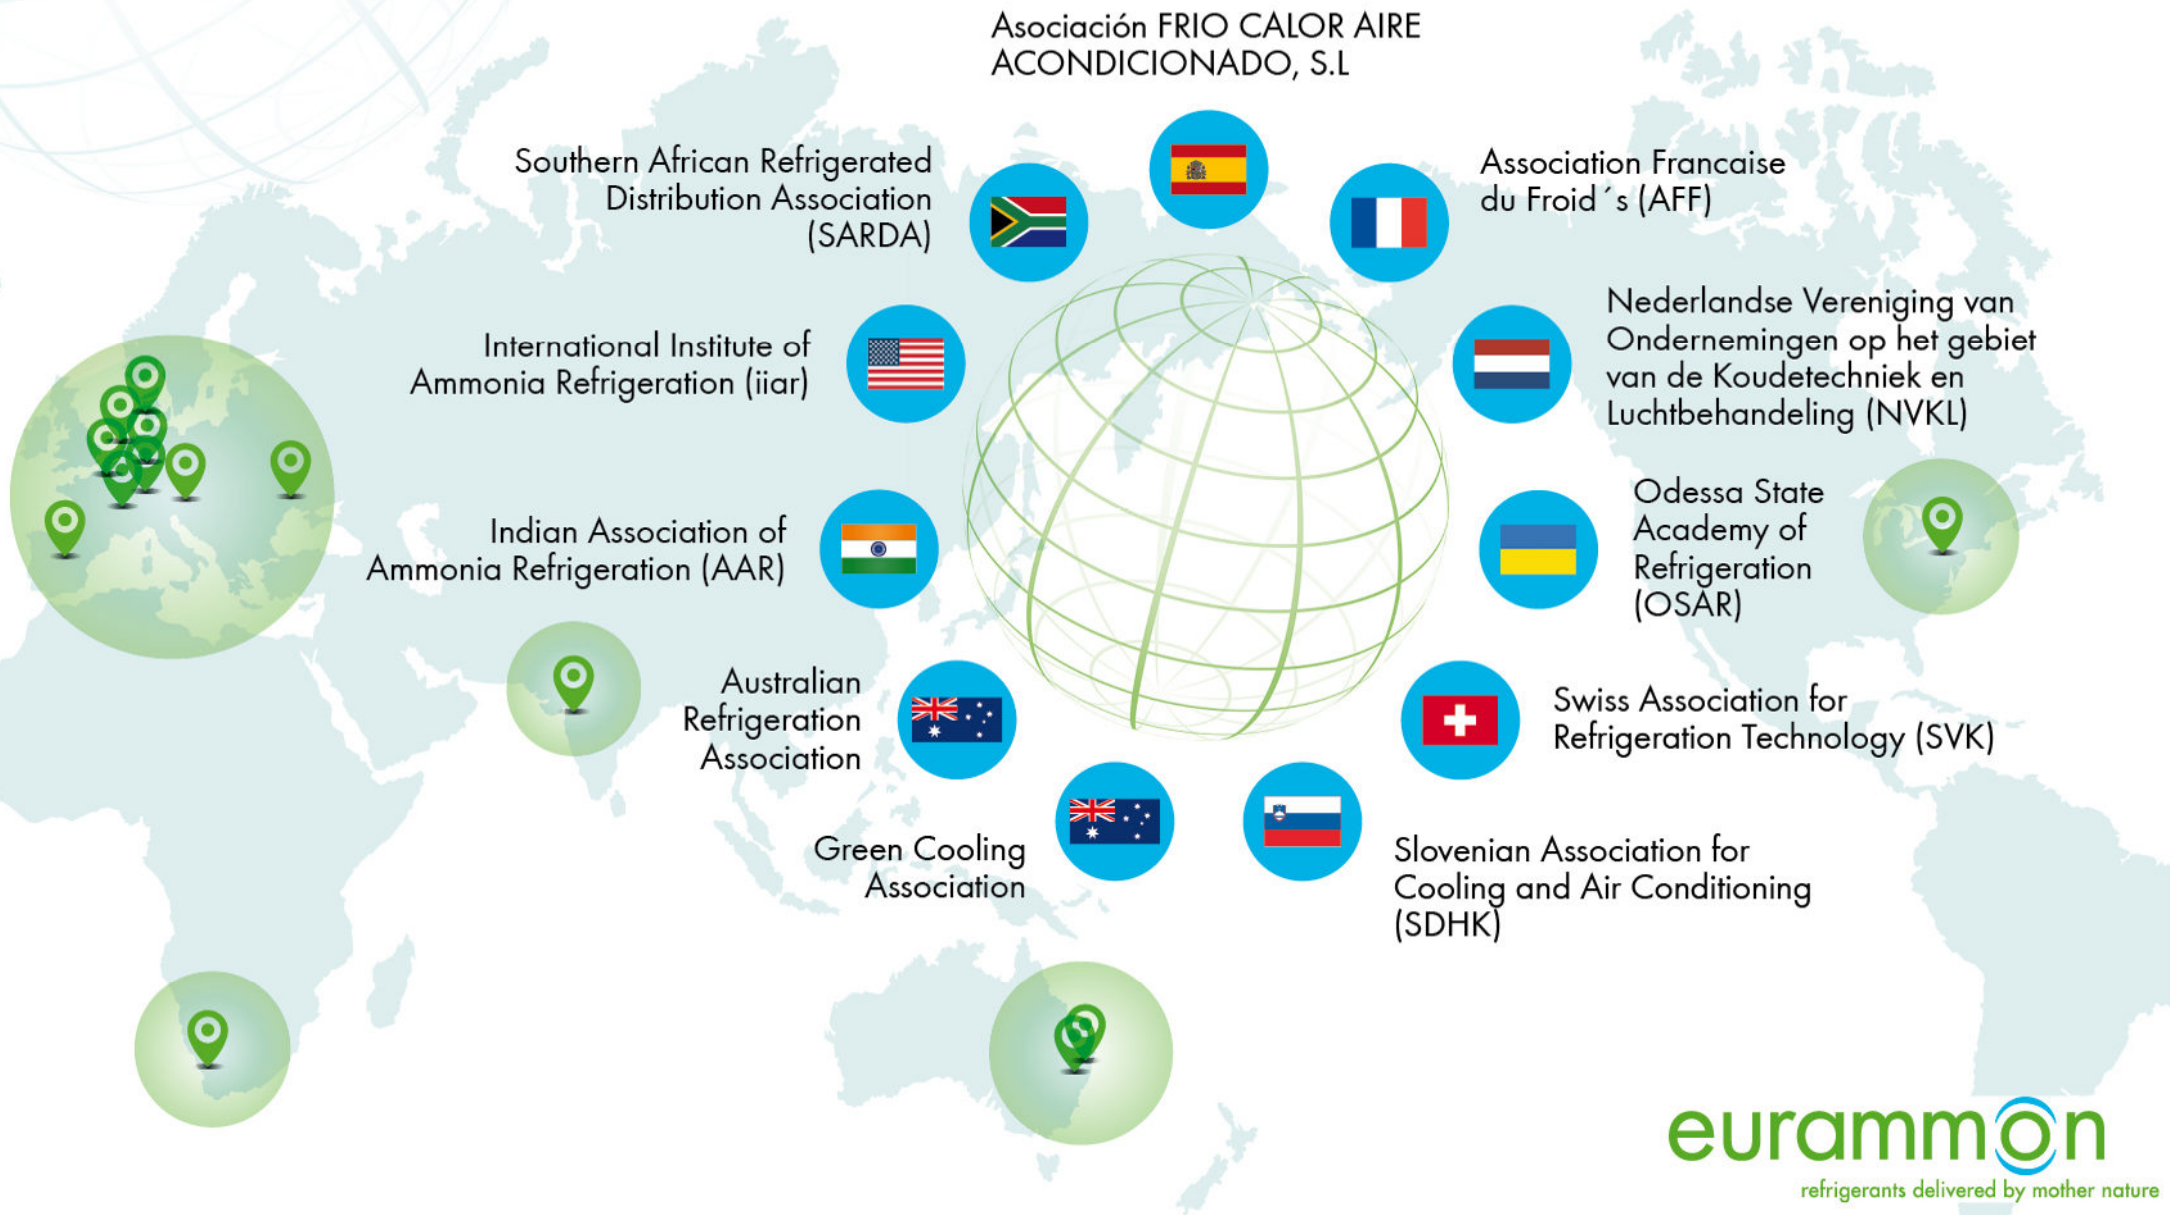 Asociación FRIO CALOR AIRE
ACONDICIONADO, S.L
Southern African Refrigerated
Distribution Association
(SARDA)
Association Francaise
du Froid ´s (AFF)
International Institute of
Ammonia Refrigeration (iiar)
Nederlandse Vereniging van
Ondernemingen op het gebiet
van de Koudetechniek en
Luchtbehandeling (NVKL)
Indian Association of
Ammonia Refrigeration (AAR)
Odessa State
Academy of
Refrigeration
(OSAR)
Australian
Refrigeration
Association
Swiss Association for
Refrigeration Technology (SVK)
Green Cooling
Association
Slovenian Association for
Cooling and Air Conditioning
(SDHK)
eurammon
refrigerants delivered by mother nature